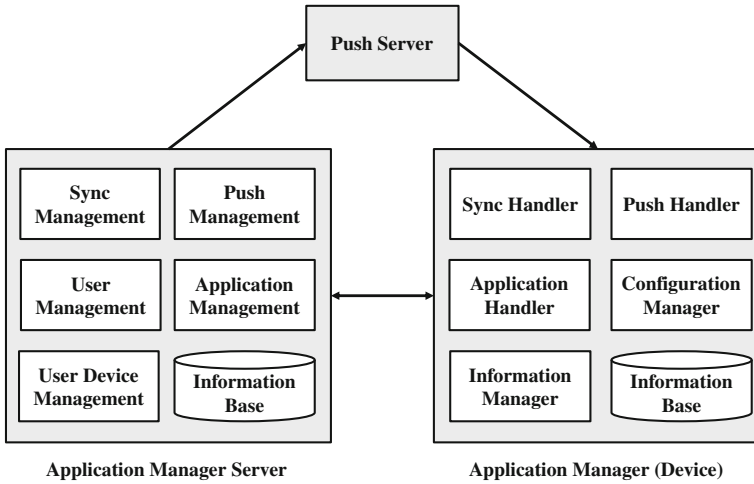 Push Server
Sync
Management
Push
Management
User
Management
Application
Management
User Device
Management
Information
Base
Application Manager Server
Sync Handler
Push Handler
Application
Handler
Configuration
Manager
Information
Manager
Information
Base
Application Manager (Device)